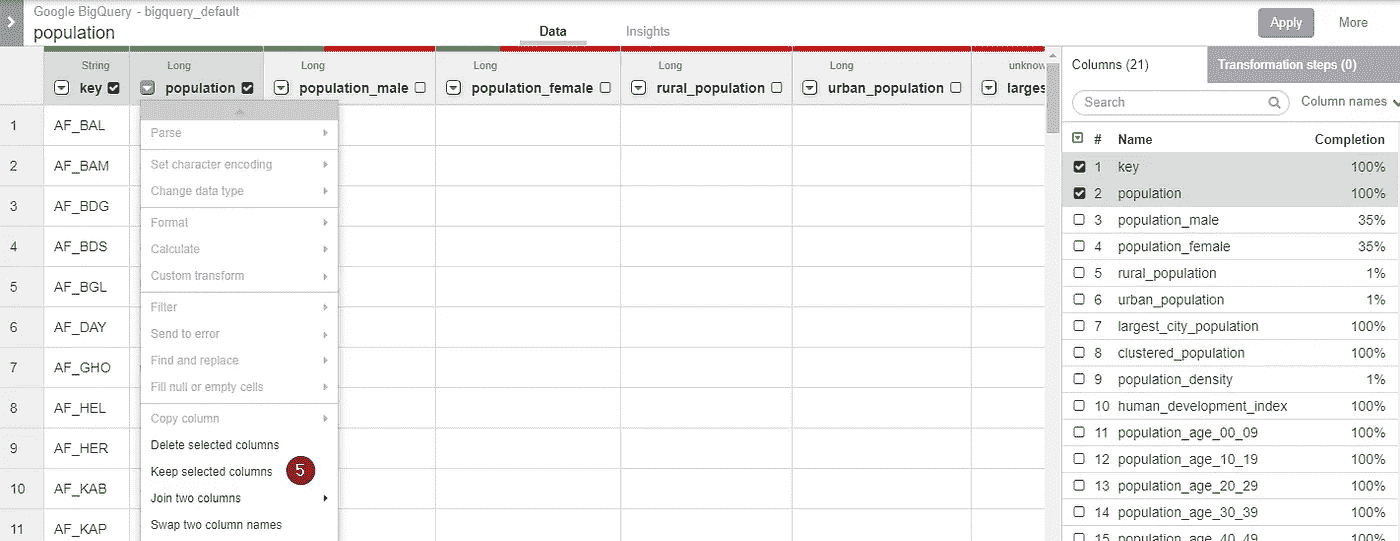 Google BigQuery - bigquery_default
population
Data
Insights
Apply
More
String
key
Long
population
Long
population_male
Long
population_female
Long
rural_population
Long
urban_population
unknow
larges
1 AF_BAL
2 AF_BAM
3 AF_BDG
4 AF_BDS
5 AF_BGL
6 AF_DAY
7 AF_GHO
8 AF_HEL
9 AF_HER
10 AF_KAB
11 AF_KAP
Parse
Set character encoding
Change data type
Format
Calculate
Custom transform
Filter
Send to error
Find and replace
Fill null or empty cells
Copy column
Delete selected columns
Keep selected columns 5
Join two columns
Swap two column names
Columns (21)
Transformation steps (0)
Search
Column names
# Name Completion
1 key 100%
2 population 100%
3 population_male 35%
4 population_female 35%
5 rural_population 1%
6 urban_population 1%
7 largest_city_population 100%
8 clustered_population 100%
9 population_density 1%
10 human_development_index 100%
11 population_age_00_09 100%
12 population_age_10_19 100%
13 population_age_20_29 100%
14 population_age_30_39 100%
15 population_age_40_49 100%